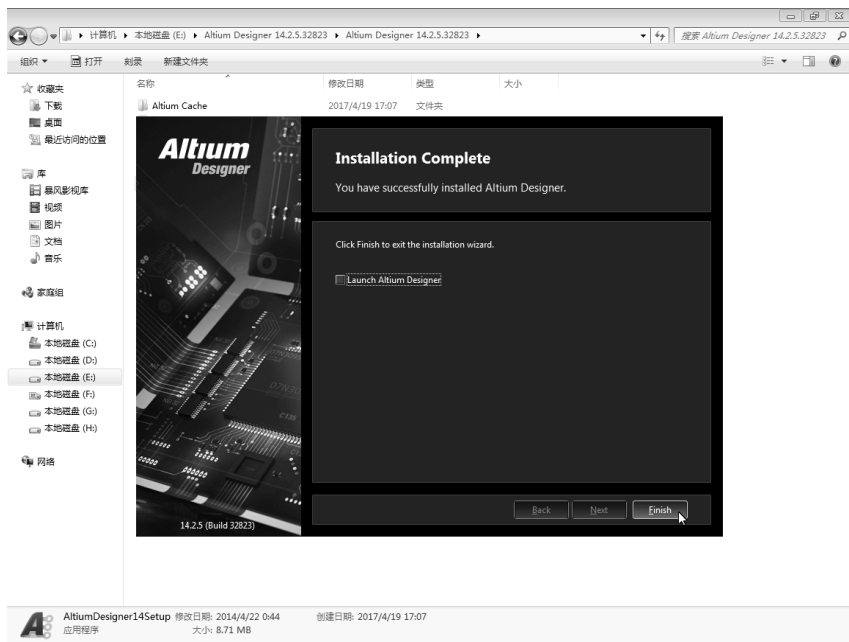 计算机 ▸ 本地磁盘 (E:) ▸ Altium Designer 14.2.5.32823 ▸ Altium Designer 14.2.5.32823 ▸
搜索 Altium Designer 14.2.5.32823
组织 ▼ 打开 刻录 新建文件夹
名称 修改日期 类型 大小
Altium Cache 2017/4/19 17:07 文件夹
收藏夹
下载
桌面
最近访问的位置
库
暴风影视库
视频
图片
文档
音乐
家庭组
计算机
本地磁盘 (C:)
本地磁盘 (D:)
本地磁盘 (E:)
本地磁盘 (F:)
本地磁盘 (G:)
本地磁盘 (H:)
网络
Altium
Designer
14.2.5 (Build 32823)
Installation Complete
You have successfully installed Altium Designer.
Click Finish to exit the installation wizard.
Launch Altium Designer
Back Next Finish
AltiumDesigner14Setup 修改日期: 2014/4/22 0:44 创建日期: 2017/4/19 17:07
应用程序 大小: 8.71 MB